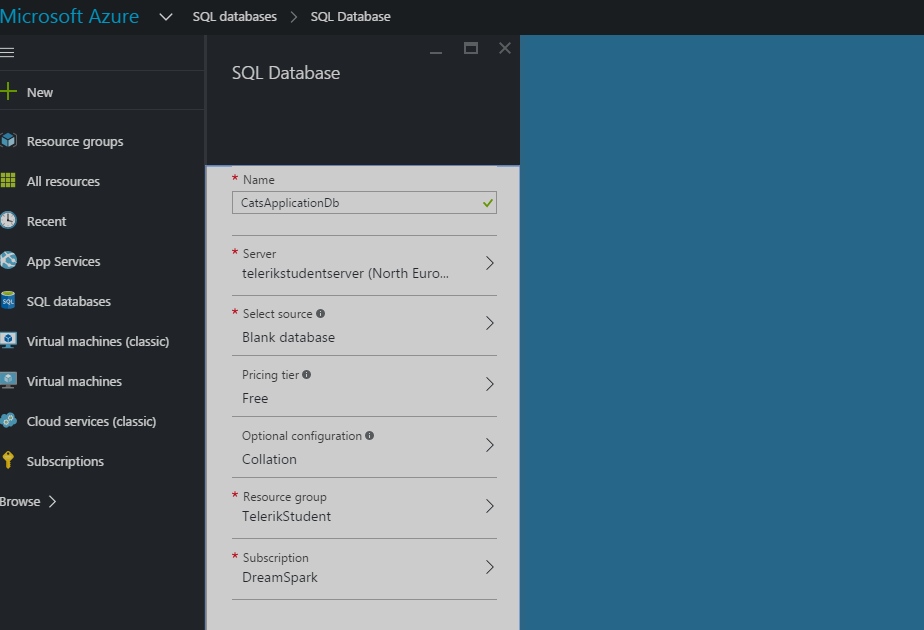 Microsoft Azure SQL databases > SQL Database
SQL Database
New
Resource groups
All resources
Recent
App Services
SQL databases
Virtual machines (classic)
Virtual machines
Cloud services (classic)
Subscriptions
Browse >
* Name
CatsApplicationDb
* Server
telerikstudentserver (North Euro...
* Select source
Blank database
Pricing tier
Free
Optional configuration
Collation
* Resource group
TelerikStudent
* Subscription
DreamSpark